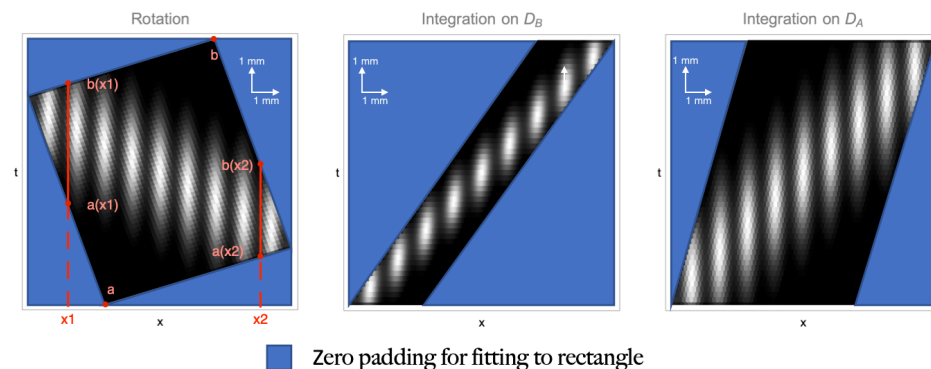 Rotation
Integration on D_B
Integration on D_A
b
b(x1)
1 mm
1 mm
b(x2)
a(x1)
a(x2)
a
t
x1
x
x2
1 mm
1 mm
t
x
1 mm
1 mm
t
x
Zero padding for fitting to rectangle